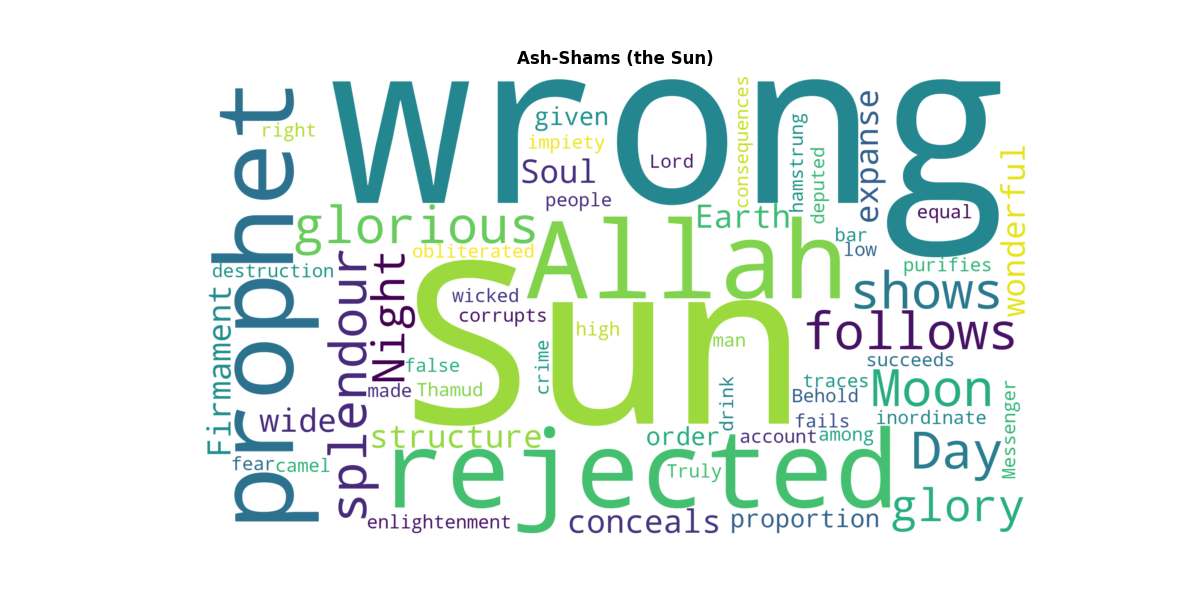 Ash-Shams (the Sun)
wrong
prophet
right
given
impiety
Soul
Lord
people
consequences
hamstrung
deputed
expanse
wonderful
equal
glorious
Earth
Allah
bar
low
obliterated
purifies
destruction
splendour
Night
Firmament
Sun
wicked
corrupts
high
man
shows
follows
succeeds
crime
false
made
Thamud
drink
traces
Behold
Moon
inordinate
Messenger
wide
structure
order
account
fails
among
fear
camel
rejected
Truly
Day
enlightenment
conceals
proportion
glory